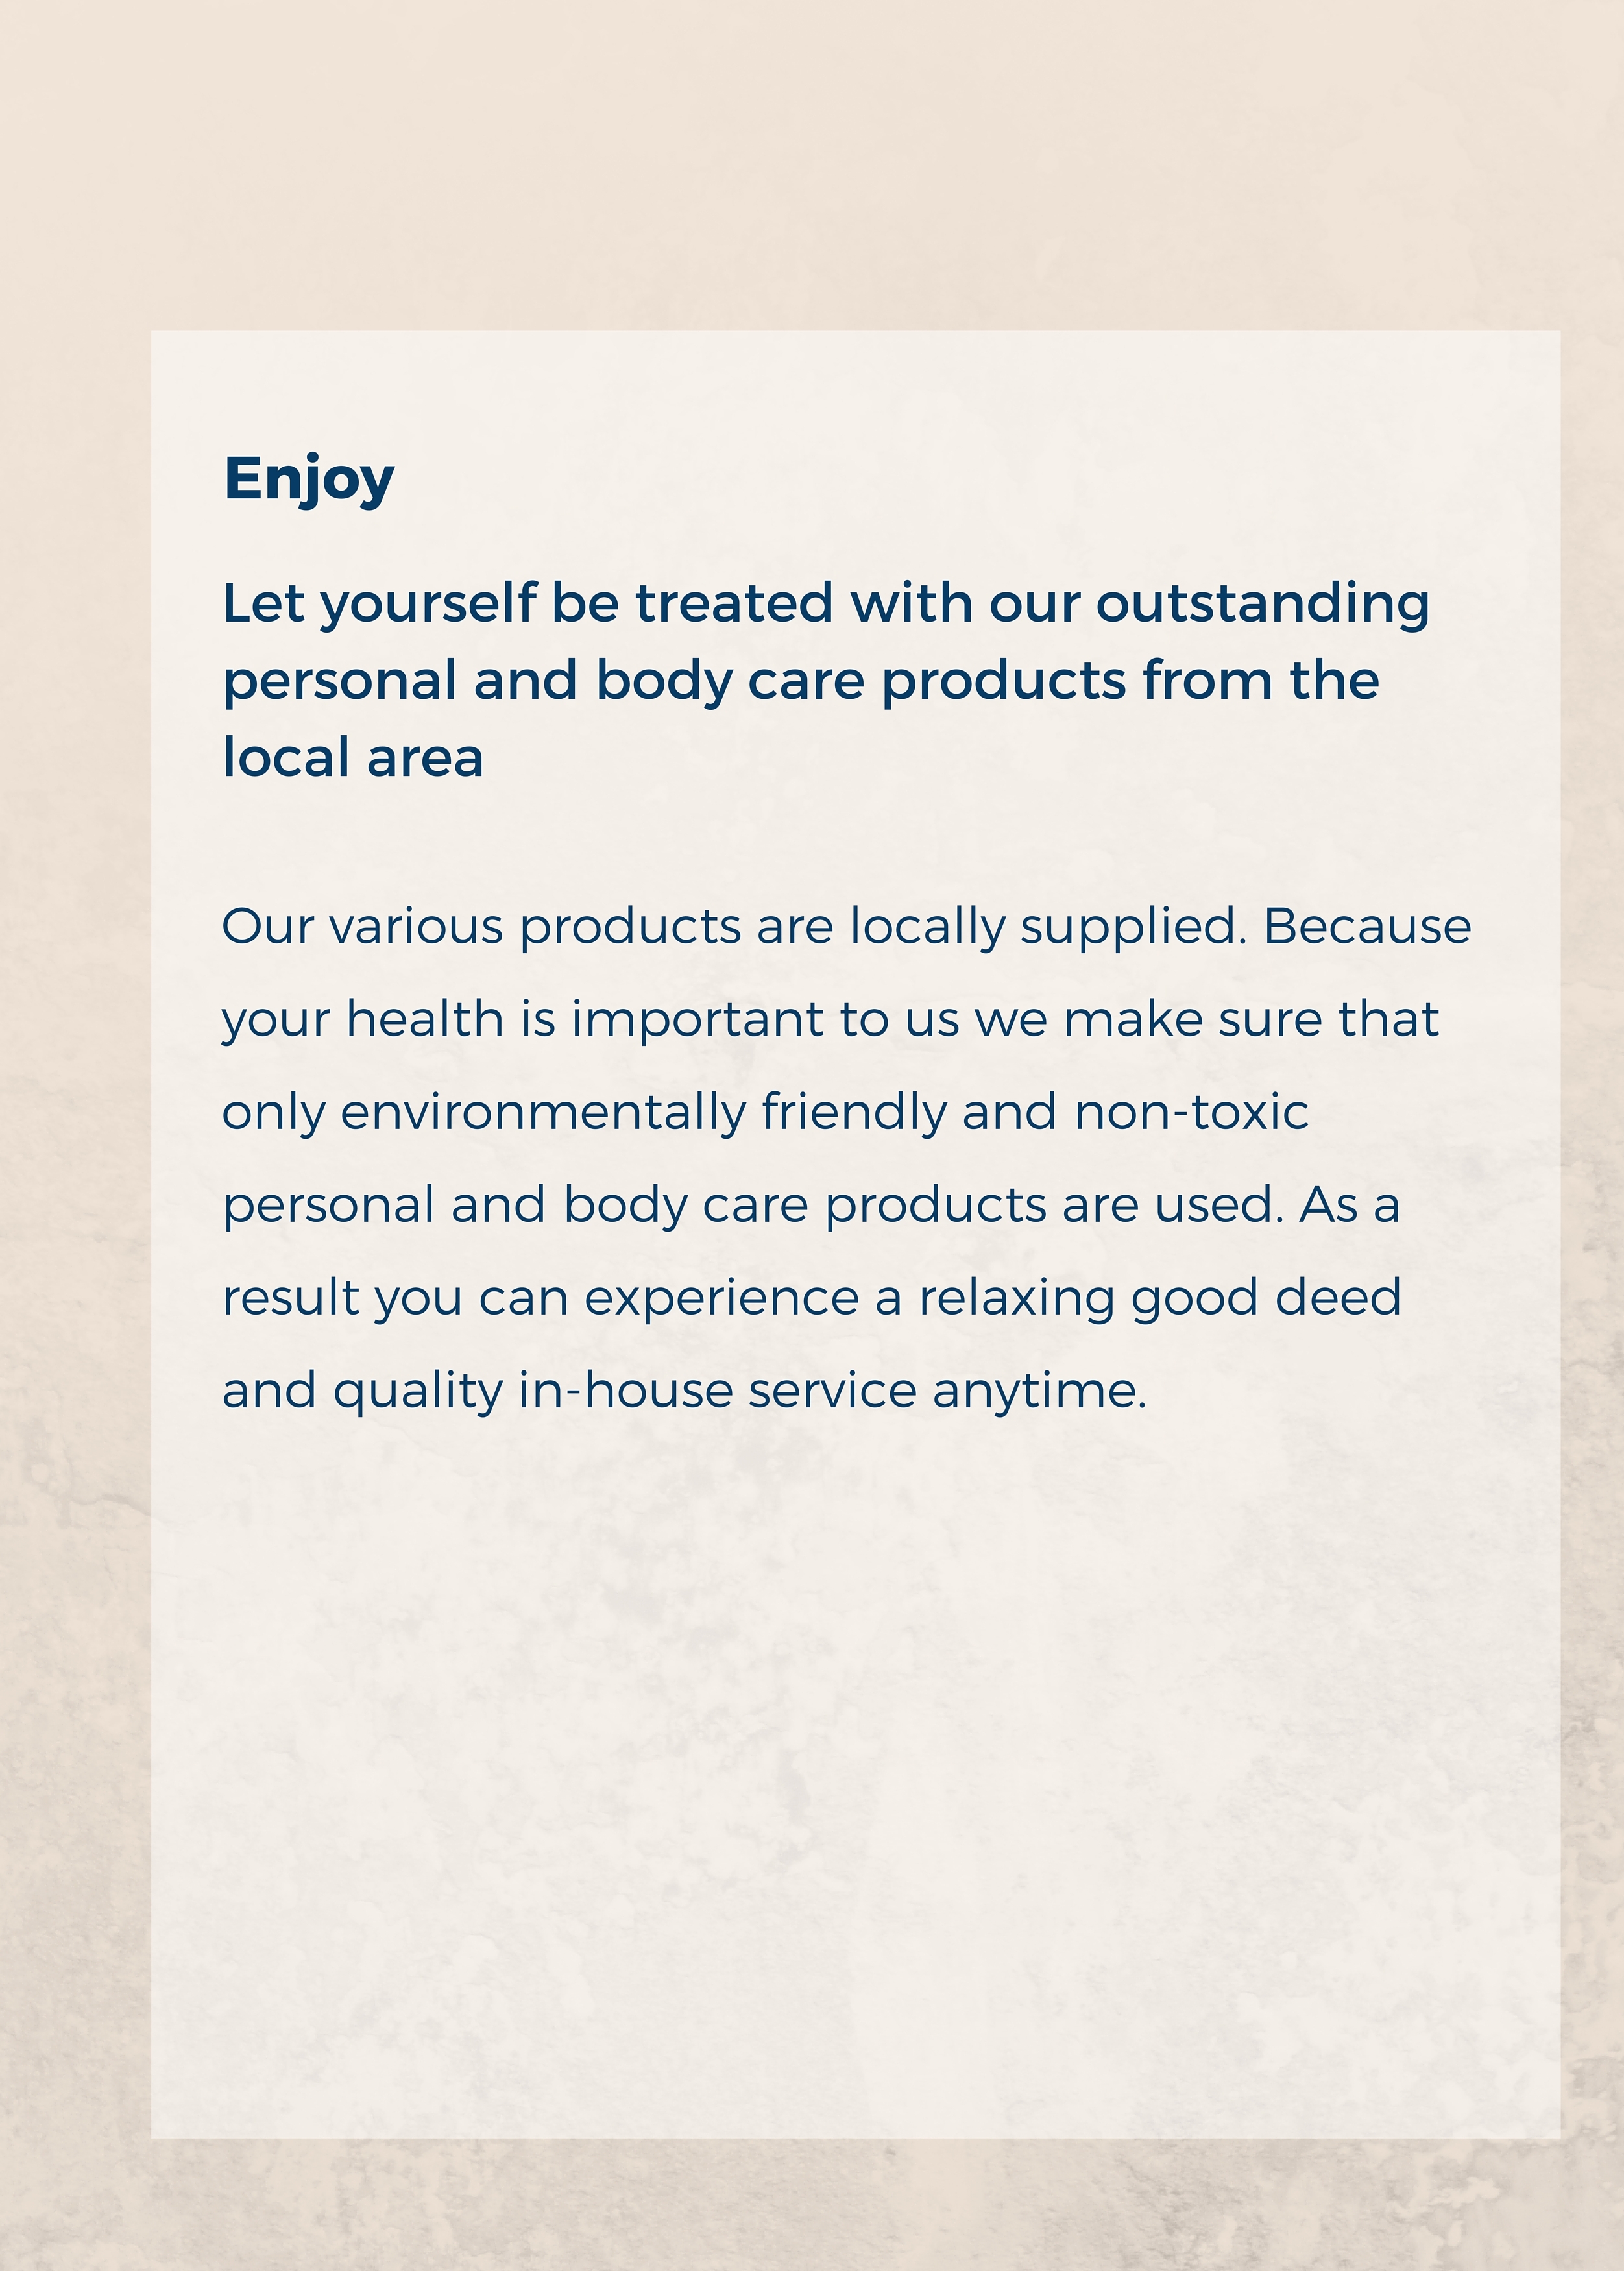 Enjoy
Let yourself be treated with our outstanding
personal and body care products from the
local area
Our various products are locally supplied. Because
your health is important to us we make sure that
only environmentally friendly and non-toxic
personal and body care products are used. As a
result you can experience a relaxing good deed
and quality in-house service anytime.